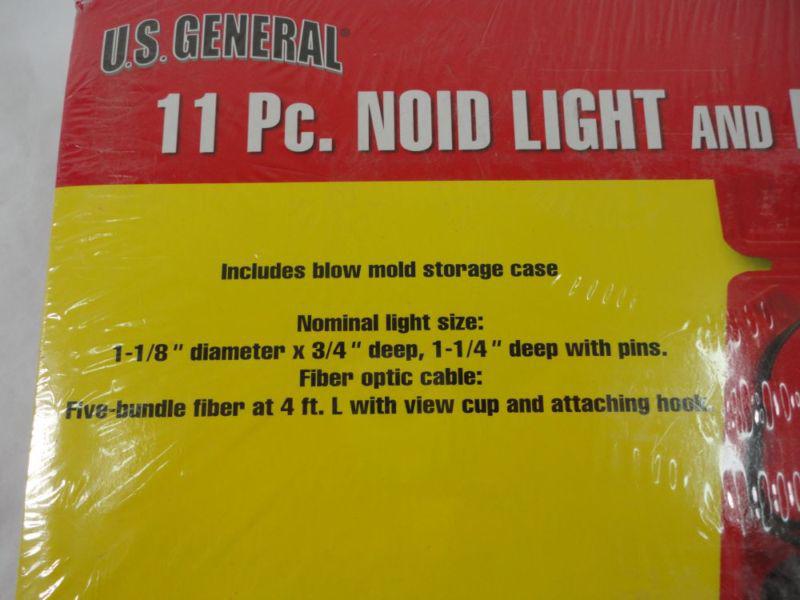 U.S. GENERAL®
11 Pc. NOID LIGHT AND
Includes blow mold storage case
Nominal light size:
1-1/8" diameter x 3/4" deep, 1-1/4" deep with pins.
Fiber optic cable:
Five-bundle fiber at 4 ft. L with view cup and attaching hook.